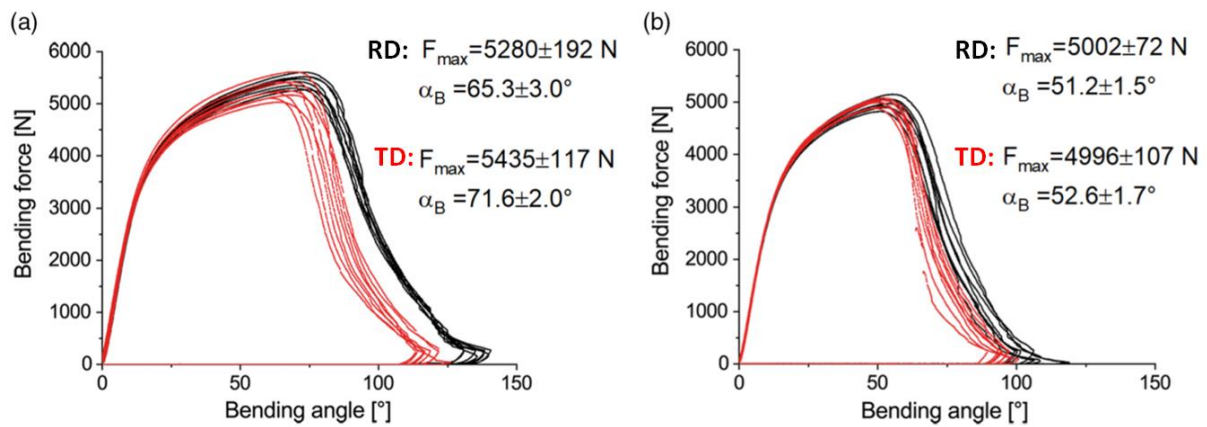 (a)
6000
5000
4000
3000
2000
1000
0
Bending force [N]
0 50 100 150
Bending angle [°]
RD: Fmax=5280±192 N
αB =65.3±3.0°
TD: Fmax=5435±117 N
αB =71.6±2.0°
(b)
6000
5000
4000
3000
2000
1000
0
Bending force [N]
0 50 100 150
Bending angle [°]
RD: Fmax=5002±72 N
αB =51.2±1.5°
TD: Fmax=4996±107 N
αB =52.6±1.7°